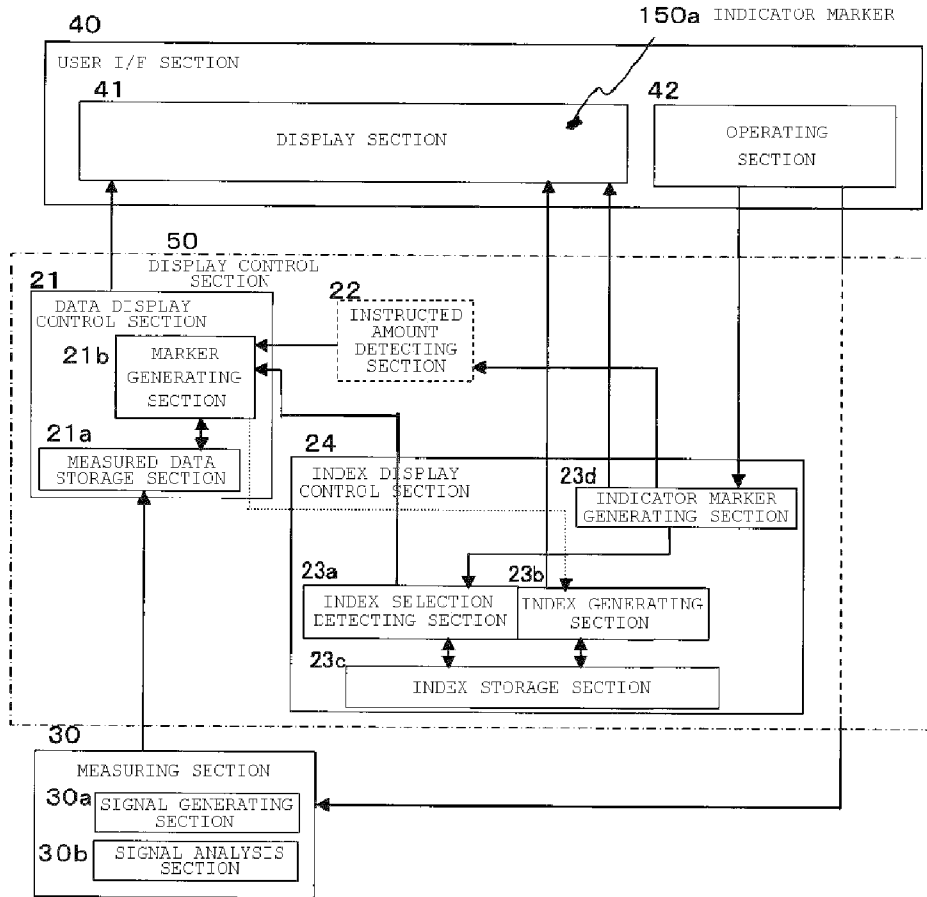 150a INDICATOR MARKER
40
USER I/F SECTION
41
DISPLAY SECTION
42
OPERATING
SECTION
50
DISPLAY CONTROL
SECTION
21
DATA DISPLAY
CONTROL SECTION
21b
MARKER
GENERATING
SECTION
21a
MEASURED DATA
STORAGE SECTION
22
INSTRUCTED
AMOUNT
DETECTING
SECTION
24
INDEX DISPLAY
CONTROL SECTION
23d
INDICATOR MARKER
GENERATING SECTION
23a
INDEX SELECTION
DETECTING SECTION
23b
INDEX GENERATING
SECTION
23c
INDEX STORAGE SECTION
30
MEASURING SECTION
30a
SIGNAL GENERATING
SECTION
30b
SIGNAL ANALYSIS
SECTION